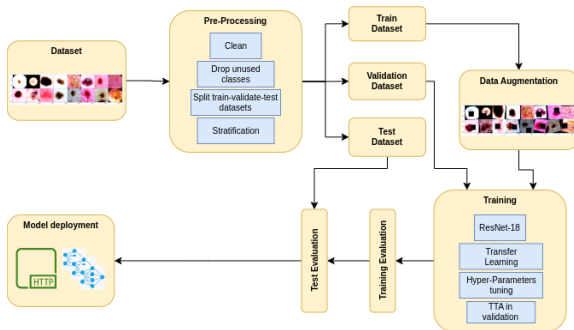 Dataset
Pre-Processing
Clean
Drop unused
classes
Split train-validate-test
datasets
Stratification
Train
Dataset
Validation
Dataset
Test
Dataset
Data Augmentation
Training
ResNet-18
Transfer
Learning
Hyper-Parameters
tuning
TTA in
validation
Training Evaluation
Test Evaluation
Model deployment
HTTP